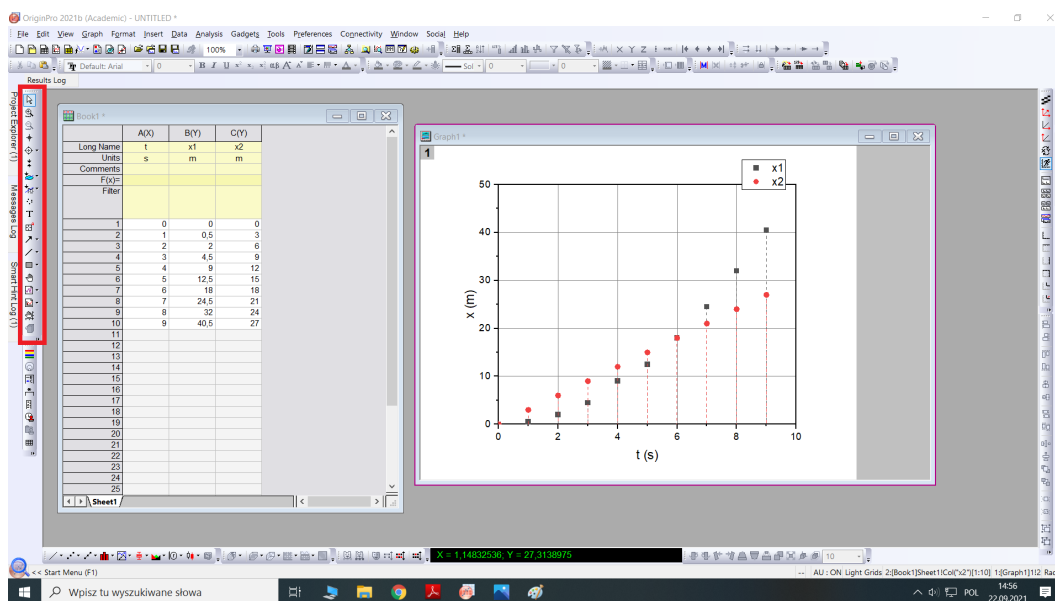 OriginPro 2021b (Academic) - UNTITLED *
File Edit View Graph Format Insert Data Analysis Gadgets Tools Preferences Connectivity Window Social Help
100%
Default: Arial 0 B I U
Sol 0 0
Results Log
Project Explorer (1)
Messages Log
Smart Hint Log (1)
Book1 *
A(X) B(Y) C(Y)
Long Name t x1 x2
Units s m m
Comments
F(x)=
Filter
1 0 0 0
2 1 0,5 3
3 2 2 6
4 3 4,5 9
5 4 9 12
6 5 12,5 15
7 6 18 18
8 7 24,5 21
9 8 32 24
10 9 40,5 27
11
12
13
14
15
16
17
18
19
20
21
22
23
24
25
Sheet1
Graph1 *
1
x1
x2
50
40
30
20
10
0
0 2 4 6 8 10
x (m)
t (s)
X = 1,14832536; Y = 27,3138975
10
<< Start Menu (F1)
-- AU : ON Light Grids 2:[Book1]Sheet1!Col("x2")[1:10] 1:[Graph1]1!2 Rad
Wpisz tu wyszukiwane słowa
POL
14:56
22.09.2021